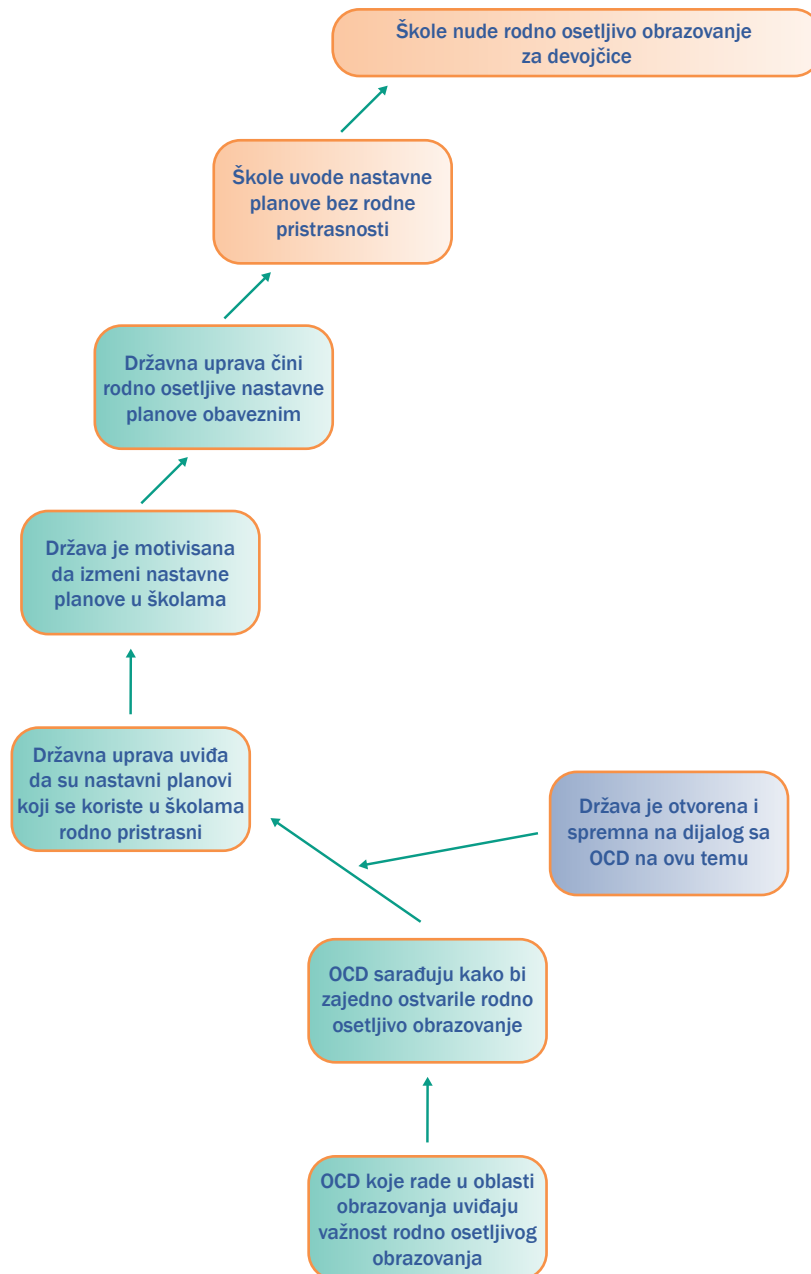 Škole nude rodno osetljivo obrazovanje
za devojčice
Škole uvode nastavne
planove bez rodne
pristrasnosti
Državna uprava čini
rodno osetljive nastavne
planove obaveznim
Država je motivisana
da izmeni nastavne
planove u školama
Državna uprava uviđa
da su nastavni planovi
koji se koriste u školama
rodno pristrasni
Država je otvorena i
spremna na dijalog sa
OCD na ovu temu
OCD sarađuju kako bi
zajedno ostvarile rodno
osetljivo obrazovanje
OCD koje rade u oblasti
obrazovanja uviđaju
važnost rodno osetljivog
obrazovanja